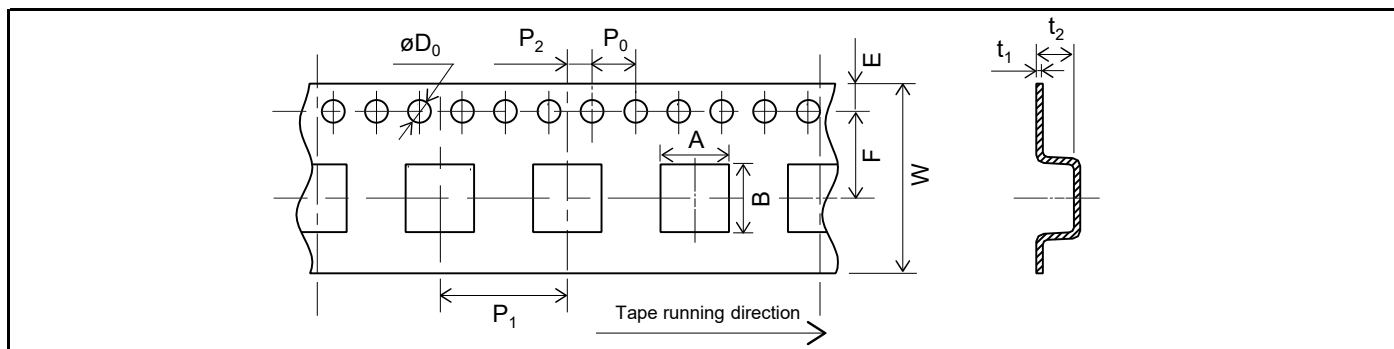 øD₀
P₂
P₀
E
t₁
t₂
A
F
W
B
P₁
Tape running direction